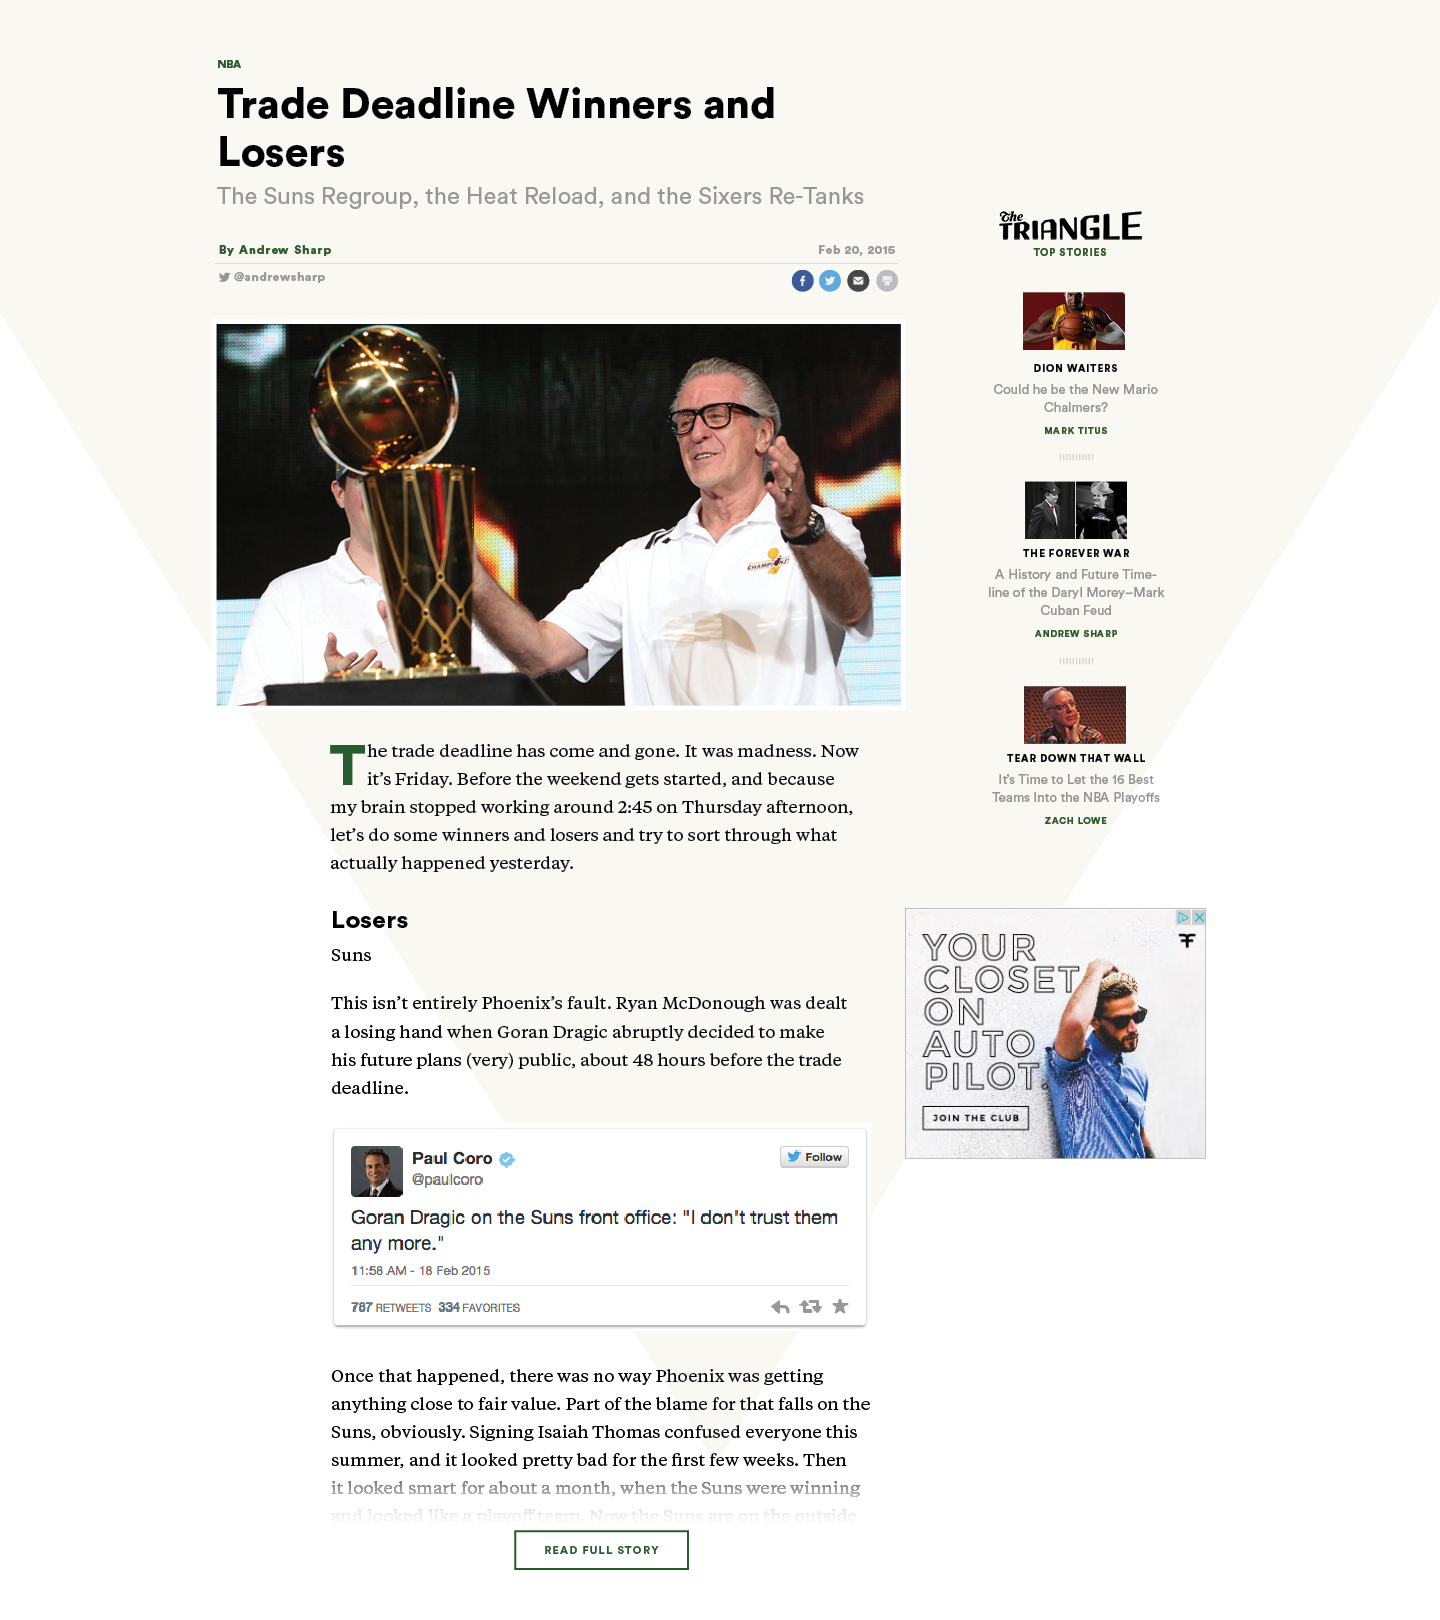 NBA
Trade Deadline Winners and
Losers
The Suns Regroup, the Heat Reload, and the Sixers Re-Tanks
By Andrew Sharp
Feb 20, 2015
@andrewsharp
The
TRIANGLE
TOP STORIES
DION WAITERS
Could he be the New Mario
Chalmers?
MARK TITUS
THE FOREVER WAR
A History and Future Time-
line of the Daryl Morey–Mark
Cuban Feud
ANDREW SHARP
TEAR DOWN THAT WALL
It's Time to Let the 16 Best
Teams Into the NBA Playoffs
ZACH LOWE
The trade deadline has come and gone. It was madness. Now
it's Friday. Before the weekend gets started, and because
my brain stopped working around 2:45 on Thursday afternoon,
let's do some winners and losers and try to sort through what
actually happened yesterday.
Losers
Suns
This isn't entirely Phoenix's fault. Ryan McDonough was dealt
a losing hand when Goran Dragic abruptly decided to make
his future plans (very) public, about 48 hours before the trade
deadline.
Paul Coro
Follow
@paulcoro
Goran Dragic on the Suns front office: "I don't trust them
any more."
11:58 AM - 18 Feb 2015
787 RETWEETS 334 FAVORITES
Once that happened, there was no way Phoenix was getting
anything close to fair value. Part of the blame for that falls on the
Suns, obviously. Signing Isaiah Thomas confused everyone this
summer, and it looked pretty bad for the first few weeks. Then
it looked smart for about a month, when the Suns were winning
and looked like a playoff team. Now the Suns are on the outside
READ FULL STORY
YOUR
CLOSET
ON
AUTO
PILOT.
JOIN THE CLUB